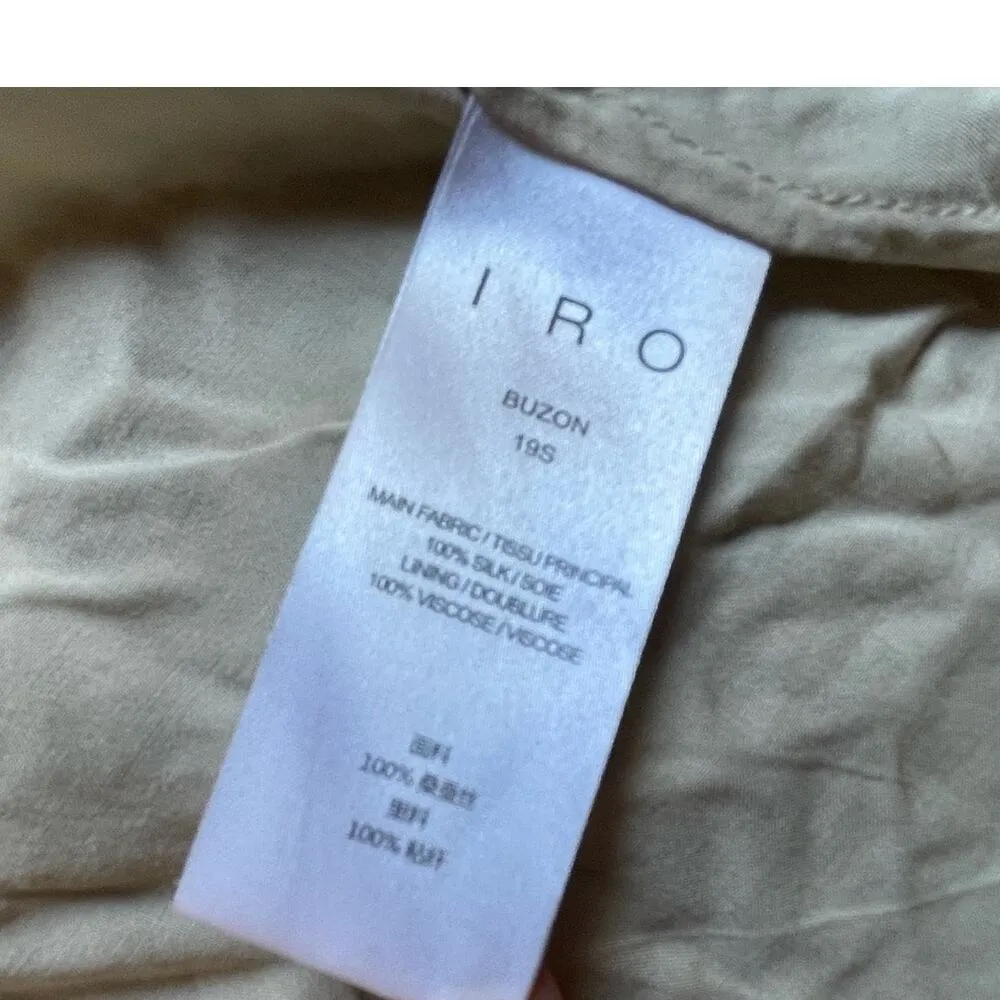 IRO
BUZON
19S
MAIN FABRIC / TISSU PRINCIPAL
100% SILK / SOIE
LINING / DOUBLURE
100% VISCOSE / VISCOSE
面料
100% 桑蚕丝
里料
100% 粘纤